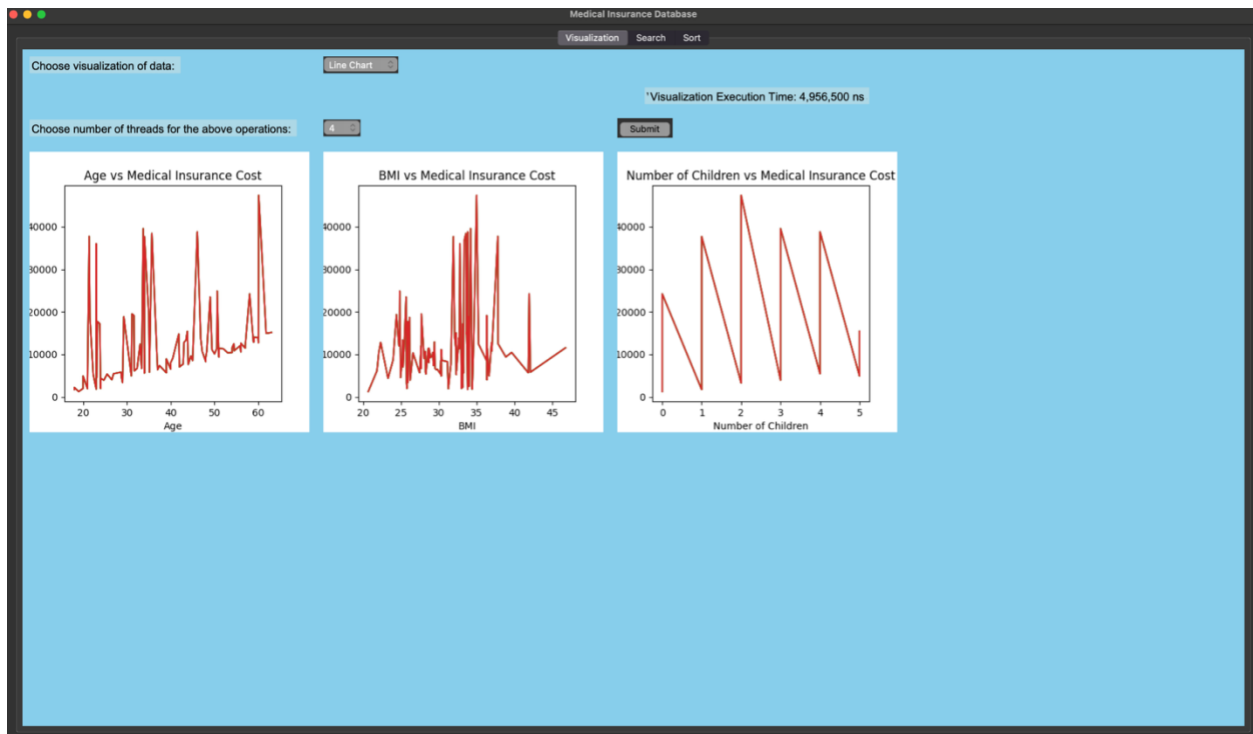 Medical Insurance Database
Visualization Search Sort
Choose visualization of data:
Line Chart
*Visualization Execution Time: 4,956,500 ns
Choose number of threads for the above operations:
4
Submit
Age vs Medical Insurance Cost
40000
30000
20000
10000
0
20 30 40 50 60
Age
BMI vs Medical Insurance Cost
40000
30000
20000
10000
0
20 25 30 35 40 45
BMI
Number of Children vs Medical Insurance Cost
40000
30000
20000
10000
0
0 1 2 3 4 5
Number of Children